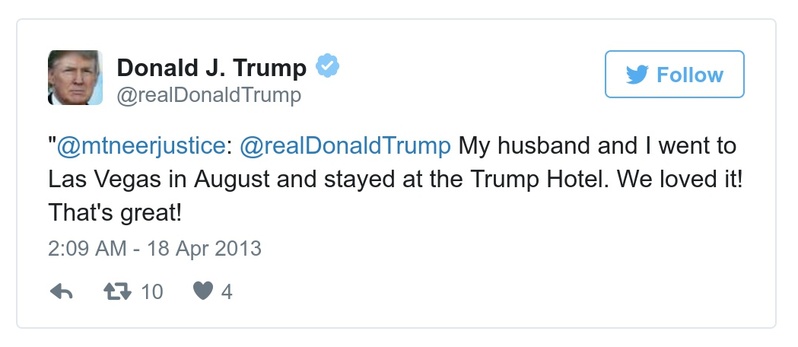 Donald J. Trump
@realDonaldTrump
Follow
"@mtneerjustice: @realDonaldTrump My husband and I went to
Las Vegas in August and stayed at the Trump Hotel. We loved it!
That's great!
2:09 AM - 18 Apr 2013
10 4